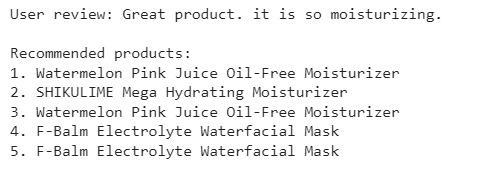 User review: Great product. it is so moisturizing.
Recommended products:
1. Watermelon Pink Juice Oil-Free Moisturizer
2. SHIKULIME Mega Hydrating Moisturizer
3. Watermelon Pink Juice Oil-Free Moisturizer
4. F-Balm Electrolyte Waterfacial Mask
5. F-Balm Electrolyte Waterfacial Mask